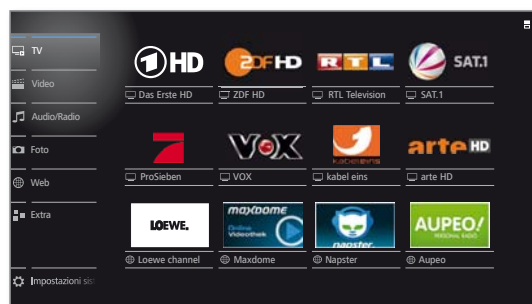 TV
Video
Audio/Radio
Foto
Web
Extra
Impostazioni sis
1 HD
ZDF HD
RTL
SAT.1
Das Erste HD
ZDF HD
RTL Television
SAT.1
VOX
kabel eins
arte HD
ProSieben
VOX
kabel eins
arte HD
LOEWE.
maxdome
Online
Videothek
napster.
AUPEO!
PERSONAL RADIO
Loewe channel
Maxdome
Napster
Aupeo